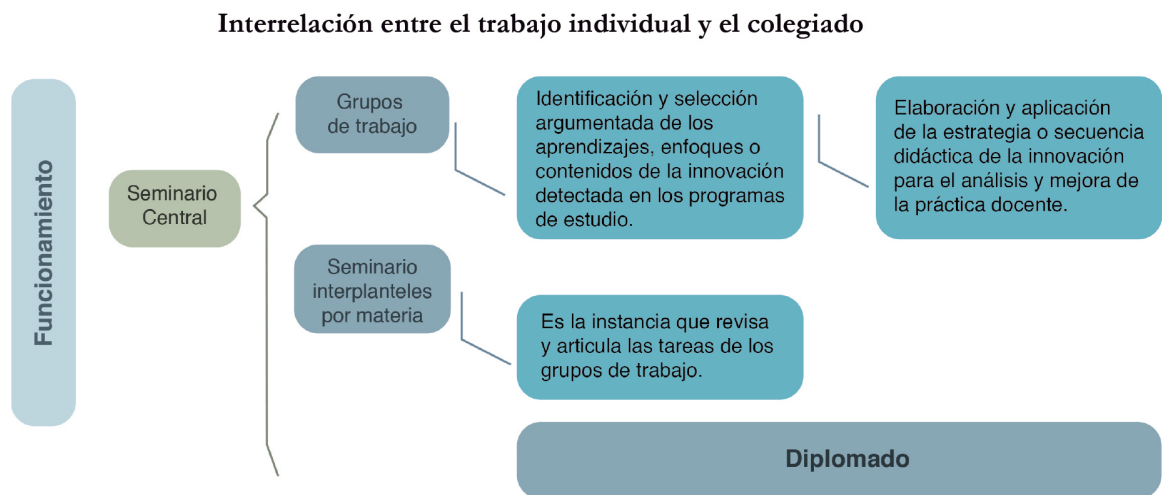 Interrelación entre el trabajo individual y el colegiado
Funcionamiento
Seminario
Central
Grupos
de trabajo
Identificación y selección
argumentada de los
aprendizajes, enfoques o
contenidos de la innovación
detectada en los programas
de estudio.
Elaboración y aplicación
de la estrategia o secuencia
didáctica de la innovación
para el análisis y mejora de
la práctica docente.
Seminario
interplanteles
por materia
Es la instancia que revisa
y articula las tareas de los
grupos de trabajo.
Diplomado